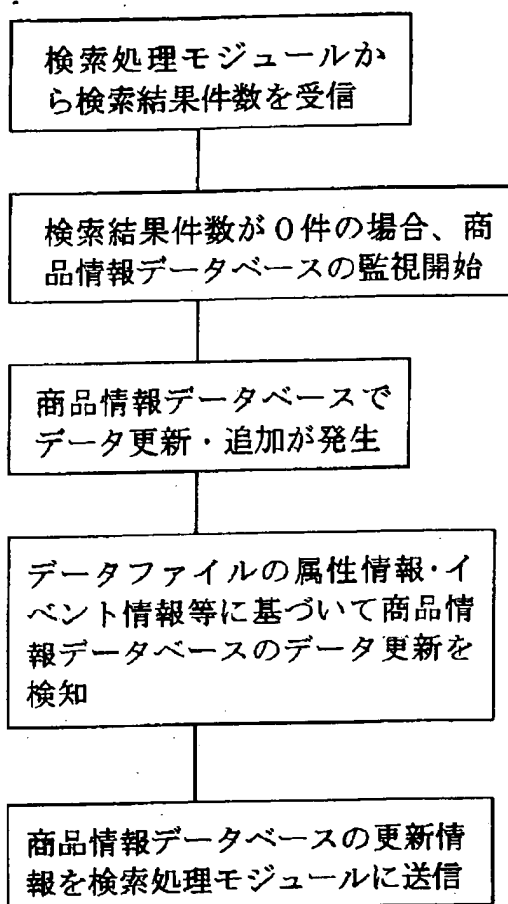 検索処理モジュールか
ら検索結果件数を受信
検索結果件数が０件の場合、商
品情報データベースの監視開始
商品情報データベースで
データ更新・追加が発生
データファイルの属性情報・イ
ベント情報等に基づいて商品情
報データベースのデータ更新を
検知
商品情報データベースの更新情
報を検索処理モジュールに送信